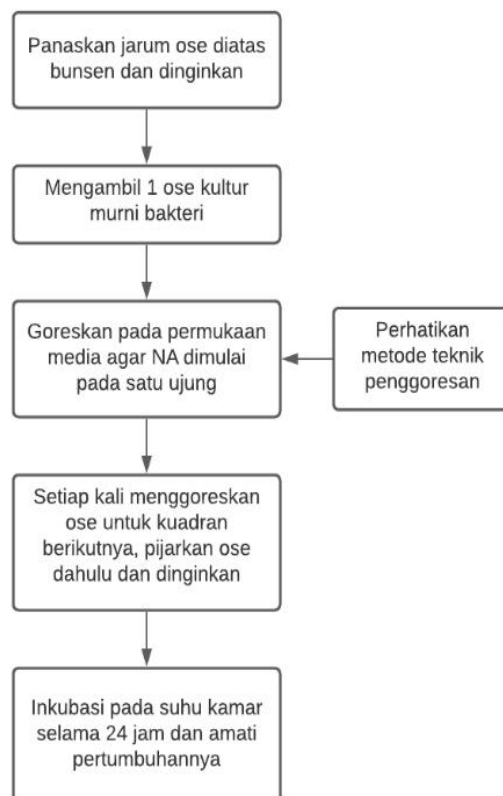 Panaskan jarum ose diatas
bunsen dan dinginkan
Mengambil 1 ose kultur
murni bakteri
Goreskan pada permukaan
media agar NA dimulai
pada satu ujung
Perhatikan
metode teknik
penggoresan
Setiap kali menggoreskan
ose untuk kuadran
berikutnya, pijarkan ose
dahulu dan dinginkan
Inkubasi pada suhu kamar
selama 24 jam dan amati
pertumbuhannya